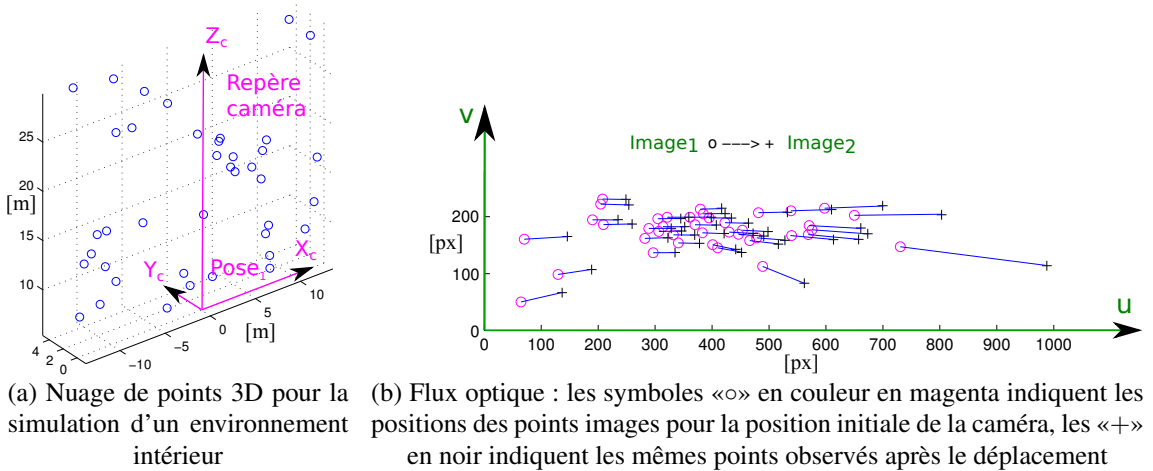 Z_c
Repère
caméra
25
20
[m]
15
10
Y_c
Pose_1
X_c
4
2
0
−10
−5
0
5
10
[m]
v
Image_1 o ---> + Image_2
200
[px]
100
0
u
0 100 200 300 400 500 600 700 800 900 1000
[px]
(a) Nuage de points 3D pour la
simulation d'un environnement
intérieur
(b) Flux optique : les symboles «○» en couleur en magenta indiquent les
positions des points images pour la position initiale de la caméra, les «+»
en noir indiquent les mêmes points observés après le déplacement